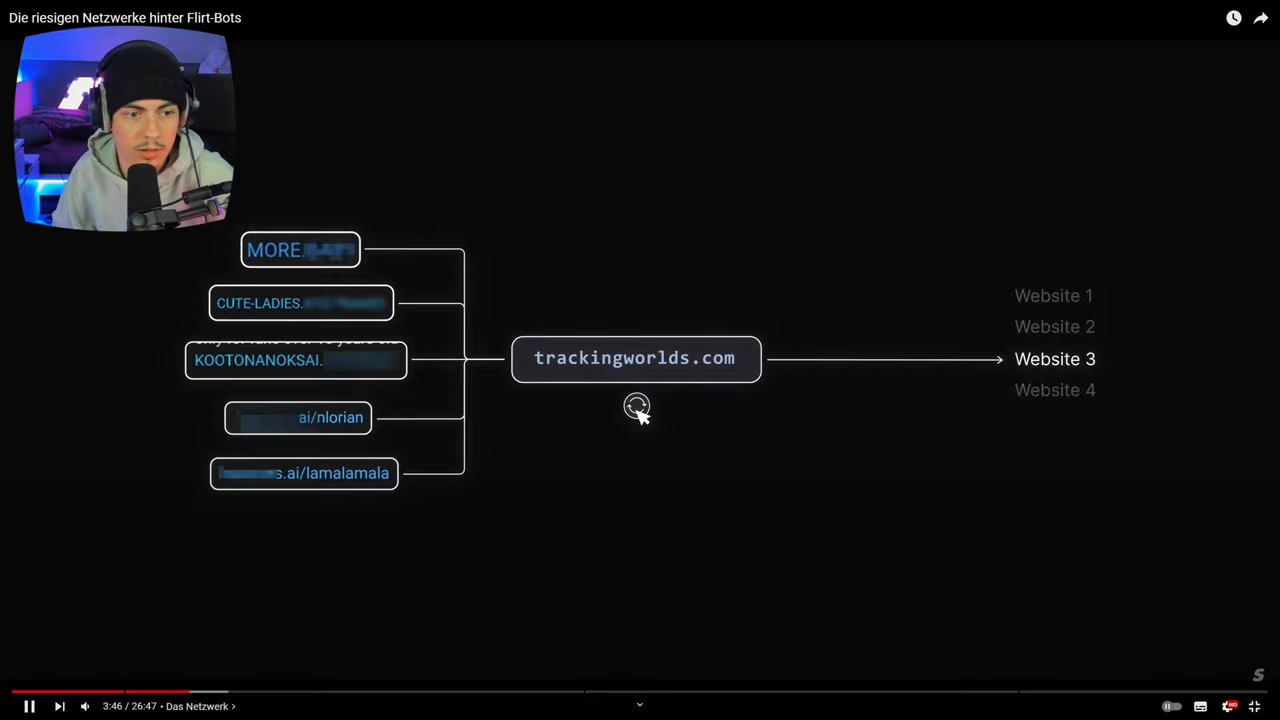 Die riesigen Netzwerke hinter Flirt-Bots
MORE.
CUTE-LADIES.
KOOTONANOKSAI.
ai/nlorian
s.ai/lamalamala
trackingworlds.com
Website 1
Website 2
Website 3
Website 4
S
3:46 / 26:47 • Das Netzwerk ›
HD